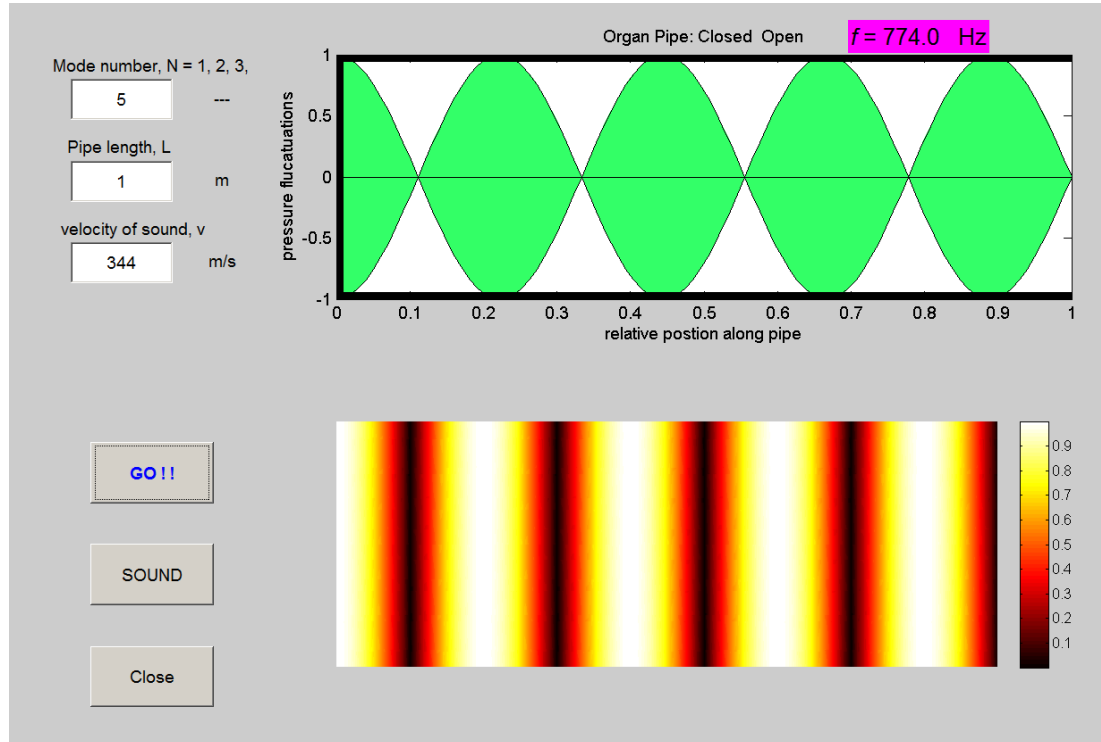 Organ Pipe: Closed  Open
f = 774.0   Hz
Mode number, N = 1, 2, 3,
5
---
Pipe length, L
1
m
velocity of sound, v
344
m/s
pressure flucatuations
1
0.5
0
-0.5
-1
0 0.1 0.2 0.3 0.4 0.5 0.6 0.7 0.8 0.9 1
relative postion along pipe
GO ! !
SOUND
Close
0.9
0.8
0.7
0.6
0.5
0.4
0.3
0.2
0.1